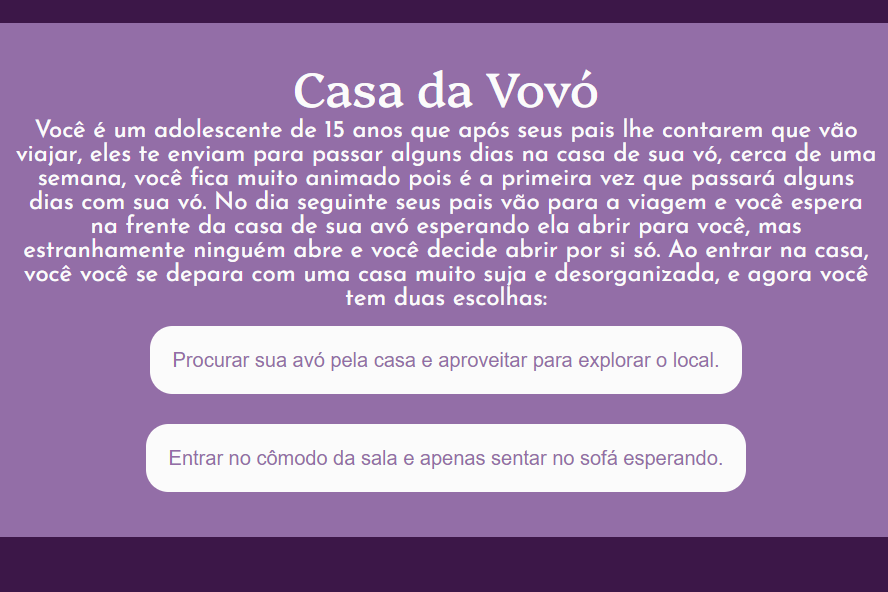 Casa da Vovó
Você é um adolescente de 15 anos que após seus pais lhe contarem que vão
viajar, eles te enviam para passar alguns dias na casa de sua vó, cerca de uma
semana, você fica muito animado pois é a primeira vez que passará alguns
dias com sua vó. No dia seguinte seus pais vão para a viagem e você espera
na frente da casa de sua avó esperando ela abrir para você, mas
estranhamente ninguém abre e você decide abrir por si só. Ao entrar na casa,
você você se depara com uma casa muito suja e desorganizada, e agora você
tem duas escolhas:
Procurar sua avó pela casa e aproveitar para explorar o local.
Entrar no cômodo da sala e apenas sentar no sofá esperando.